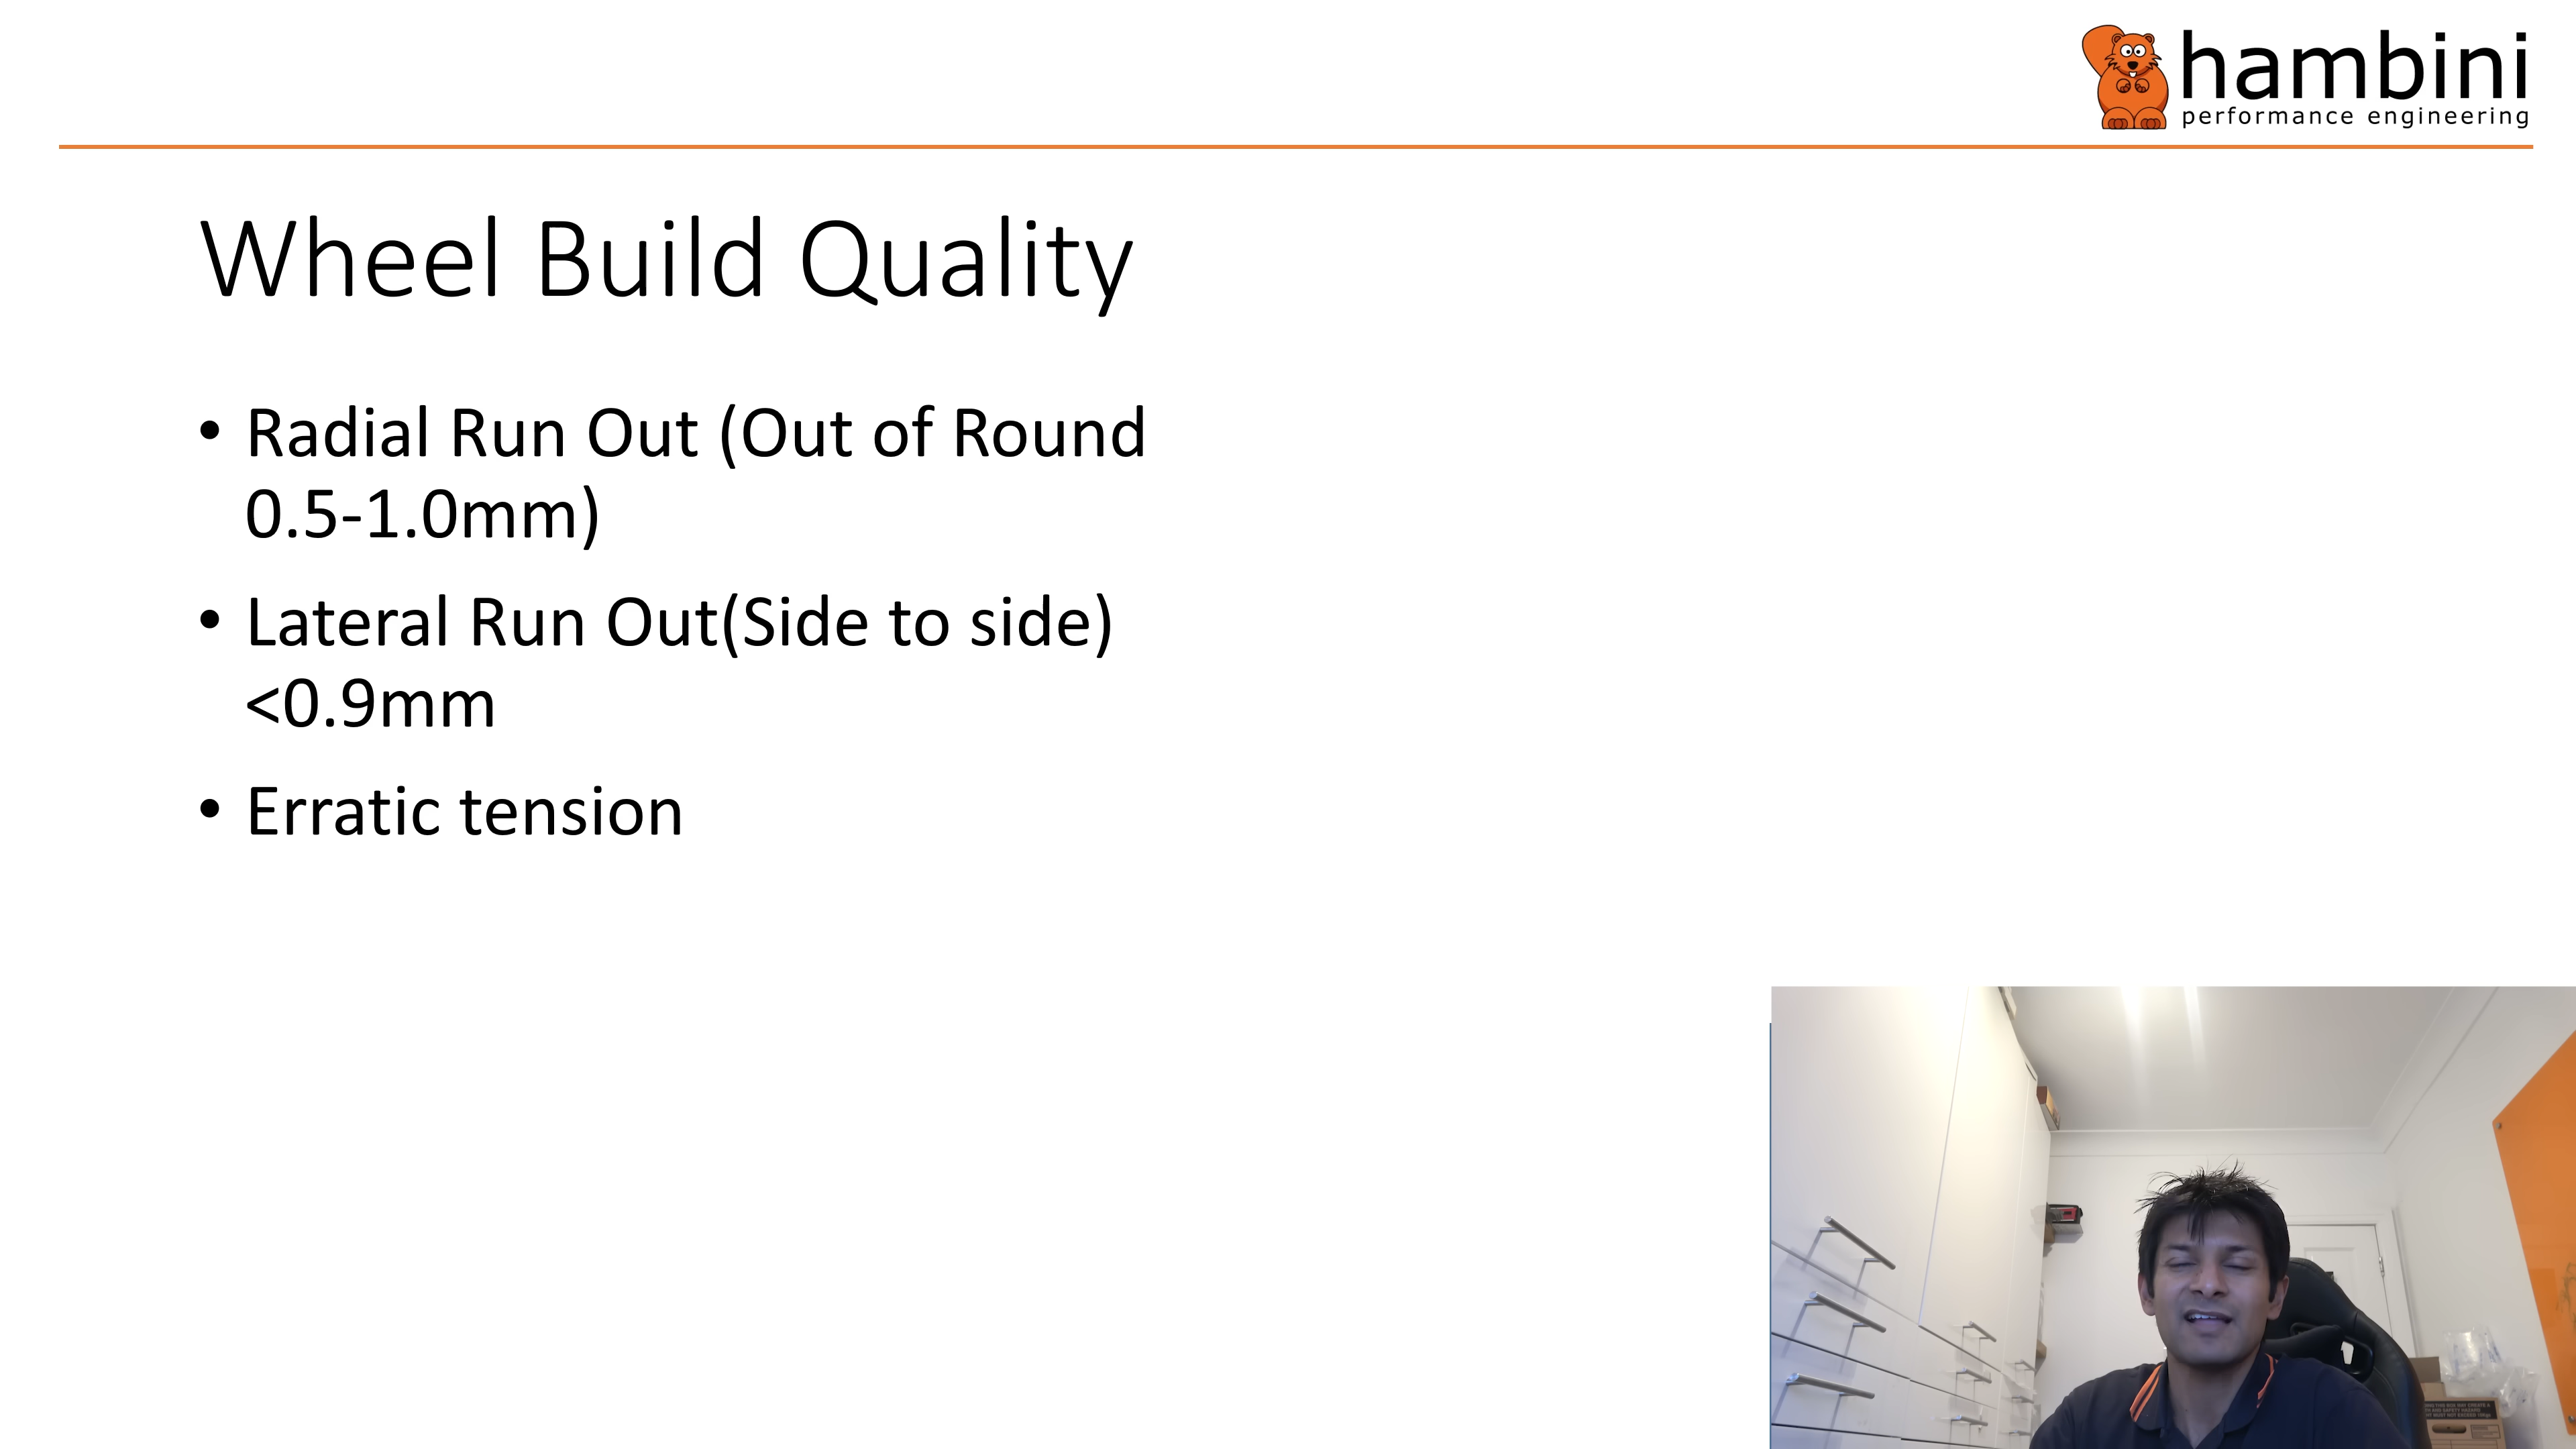 hambini
performance engineering
Wheel Build Quality
• Radial Run Out (Out of Round
0.5-1.0mm)
• Lateral Run Out(Side to side)
<0.9mm
• Erratic tension